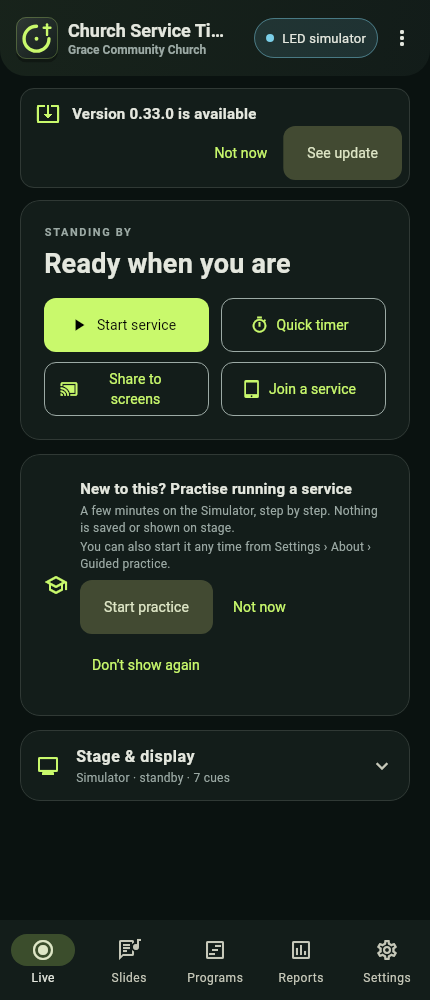 Church Service Ti...
Grace Community Church
LED simulator
Version 0.33.0 is available
Not now
See update
STANDING BY
Ready when you are
Start service
Quick timer
Share to
screens
Join a service
New to this? Practise running a service
A few minutes on the Simulator, step by step. Nothing
is saved or shown on stage.
You can also start it any time from Settings › About ›
Guided practice.
Start practice
Not now
Don't show again
Stage & display
Simulator · standby · 7 cues
Live
Slides
Programs
Reports
Settings